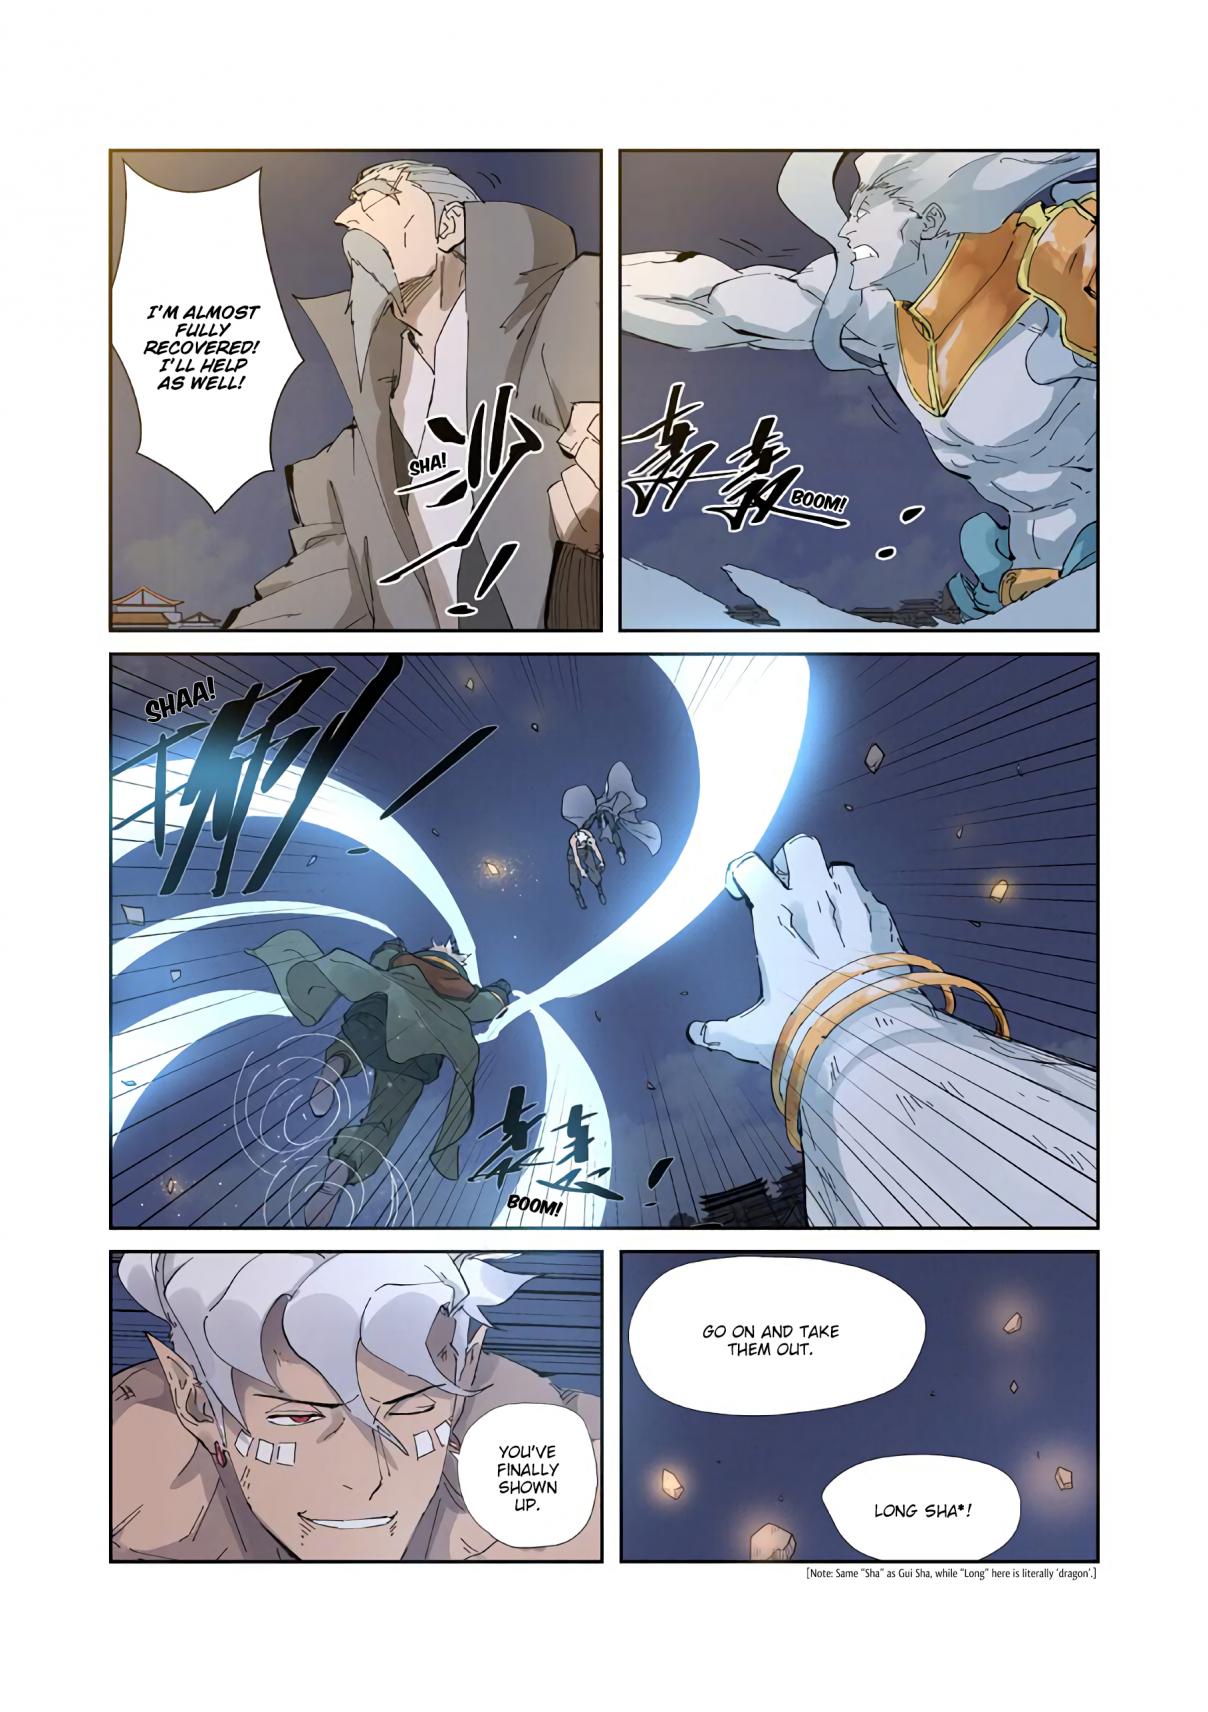 I'M ALMOST
FULLY
RECOVERED!
I'LL HELP
AS WELL!
SHA!
沙
轰轰
BOOM!
SHAA!
BOOM!
YOU'VE
FINALLY
SHOWN
UP.
GO ON AND TAKE
THEM OUT.
LONG SHA*!
[Note: Same “Sha” as Gui Sha, while “Long” here is literally ‘dragon’.]